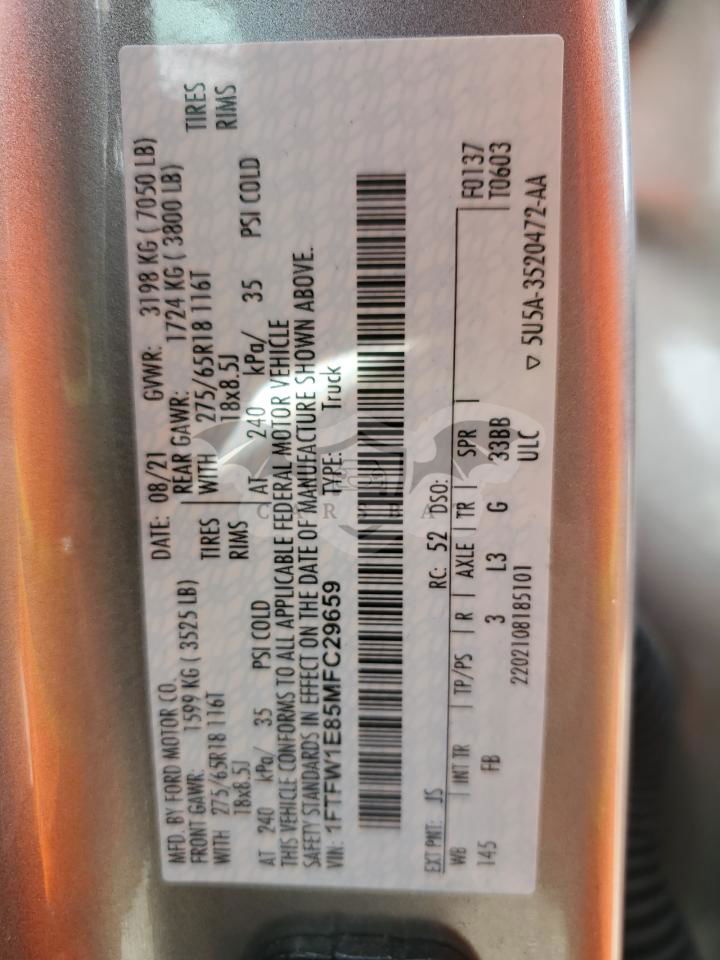 MFD. BY FORD MOTOR CO. DATE: 08/21 GVWR: 3198 KG ( 7050 LB)
FRONT GAWR: 1599 KG ( 3525 LB) REAR GAWR: 1724 KG ( 3800 LB)
WITH 275/65R18 116T TIRES WITH 275/65R18 116T TIRES
18x8.5J RIMS 18x8.5J RIMS
AT 240 kPa/ 35 PSI COLD AT 240 kPa/ 35 PSI COLD
THIS VEHICLE CONFORMS TO ALL APPLICABLE FEDERAL MOTOR VEHICLE
SAFETY STANDARDS IN EFFECT ON THE DATE OF MANUFACTURE SHOWN ABOVE.
VIN: 1FTFW1E85MFC29659 TYPE: Truck
EXT PNT: JS RC: 52 DSO:
WB INT TR TP/PS R AXLE TR SPR F0137
145 FB 3 L3 G 33BB T0603
2202108185101 ULC
▽ 5U5A-3520472-AA
CARSBA